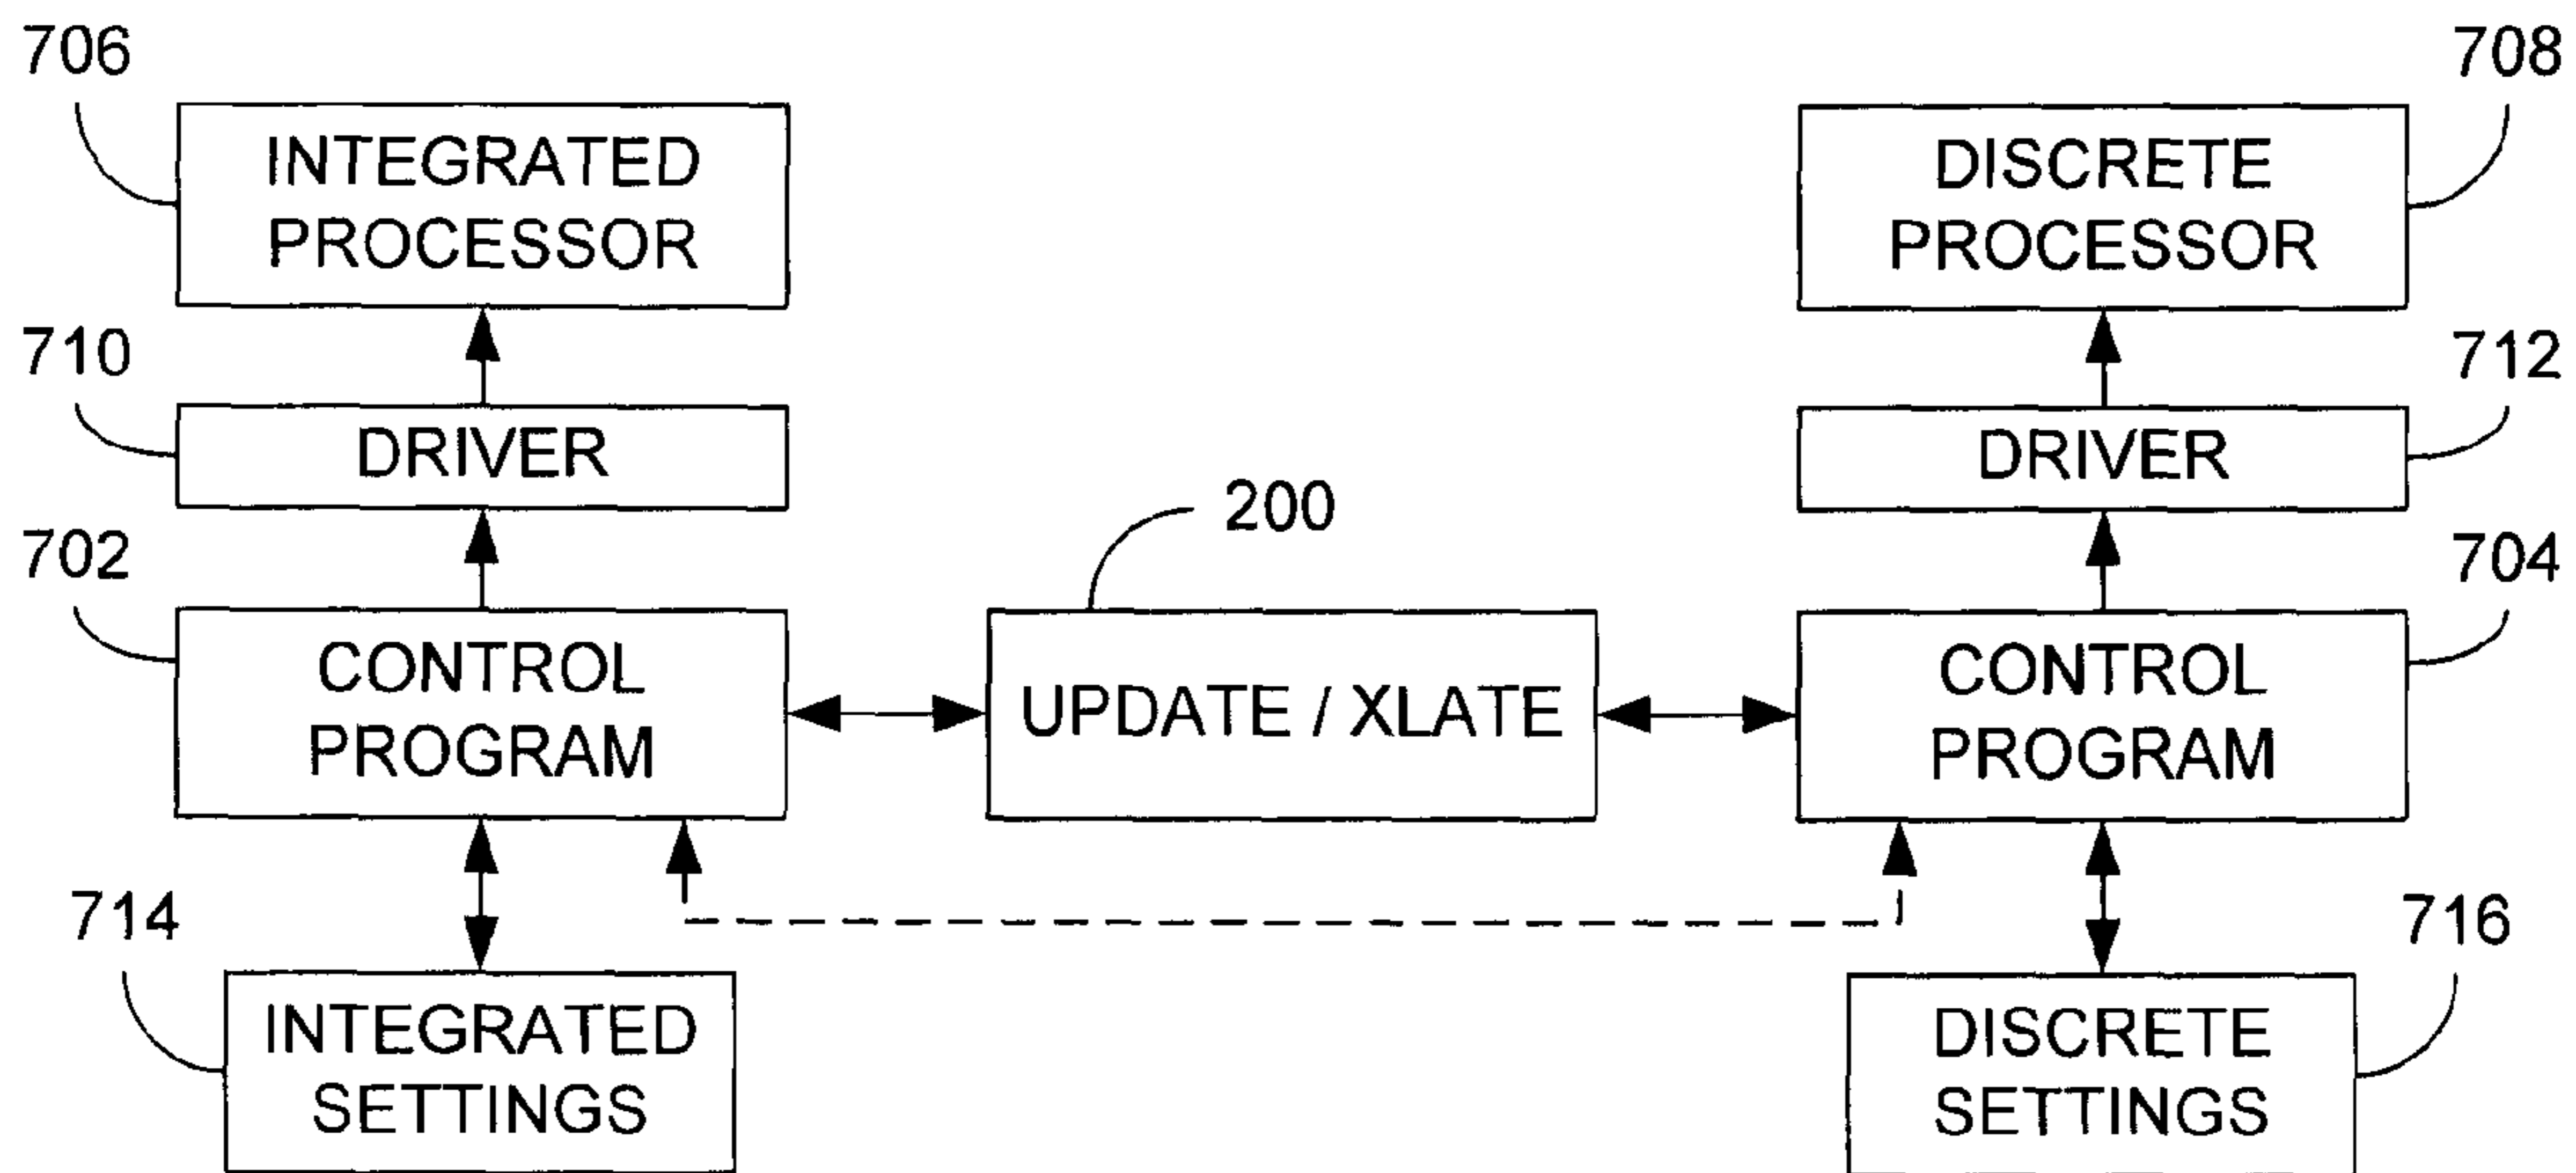 706
INTEGRATED
PROCESSOR
708
DISCRETE
PROCESSOR
710
DRIVER
712
DRIVER
702
CONTROL
PROGRAM
200
UPDATE / XLATE
704
CONTROL
PROGRAM
714
INTEGRATED
SETTINGS
716
DISCRETE
SETTINGS